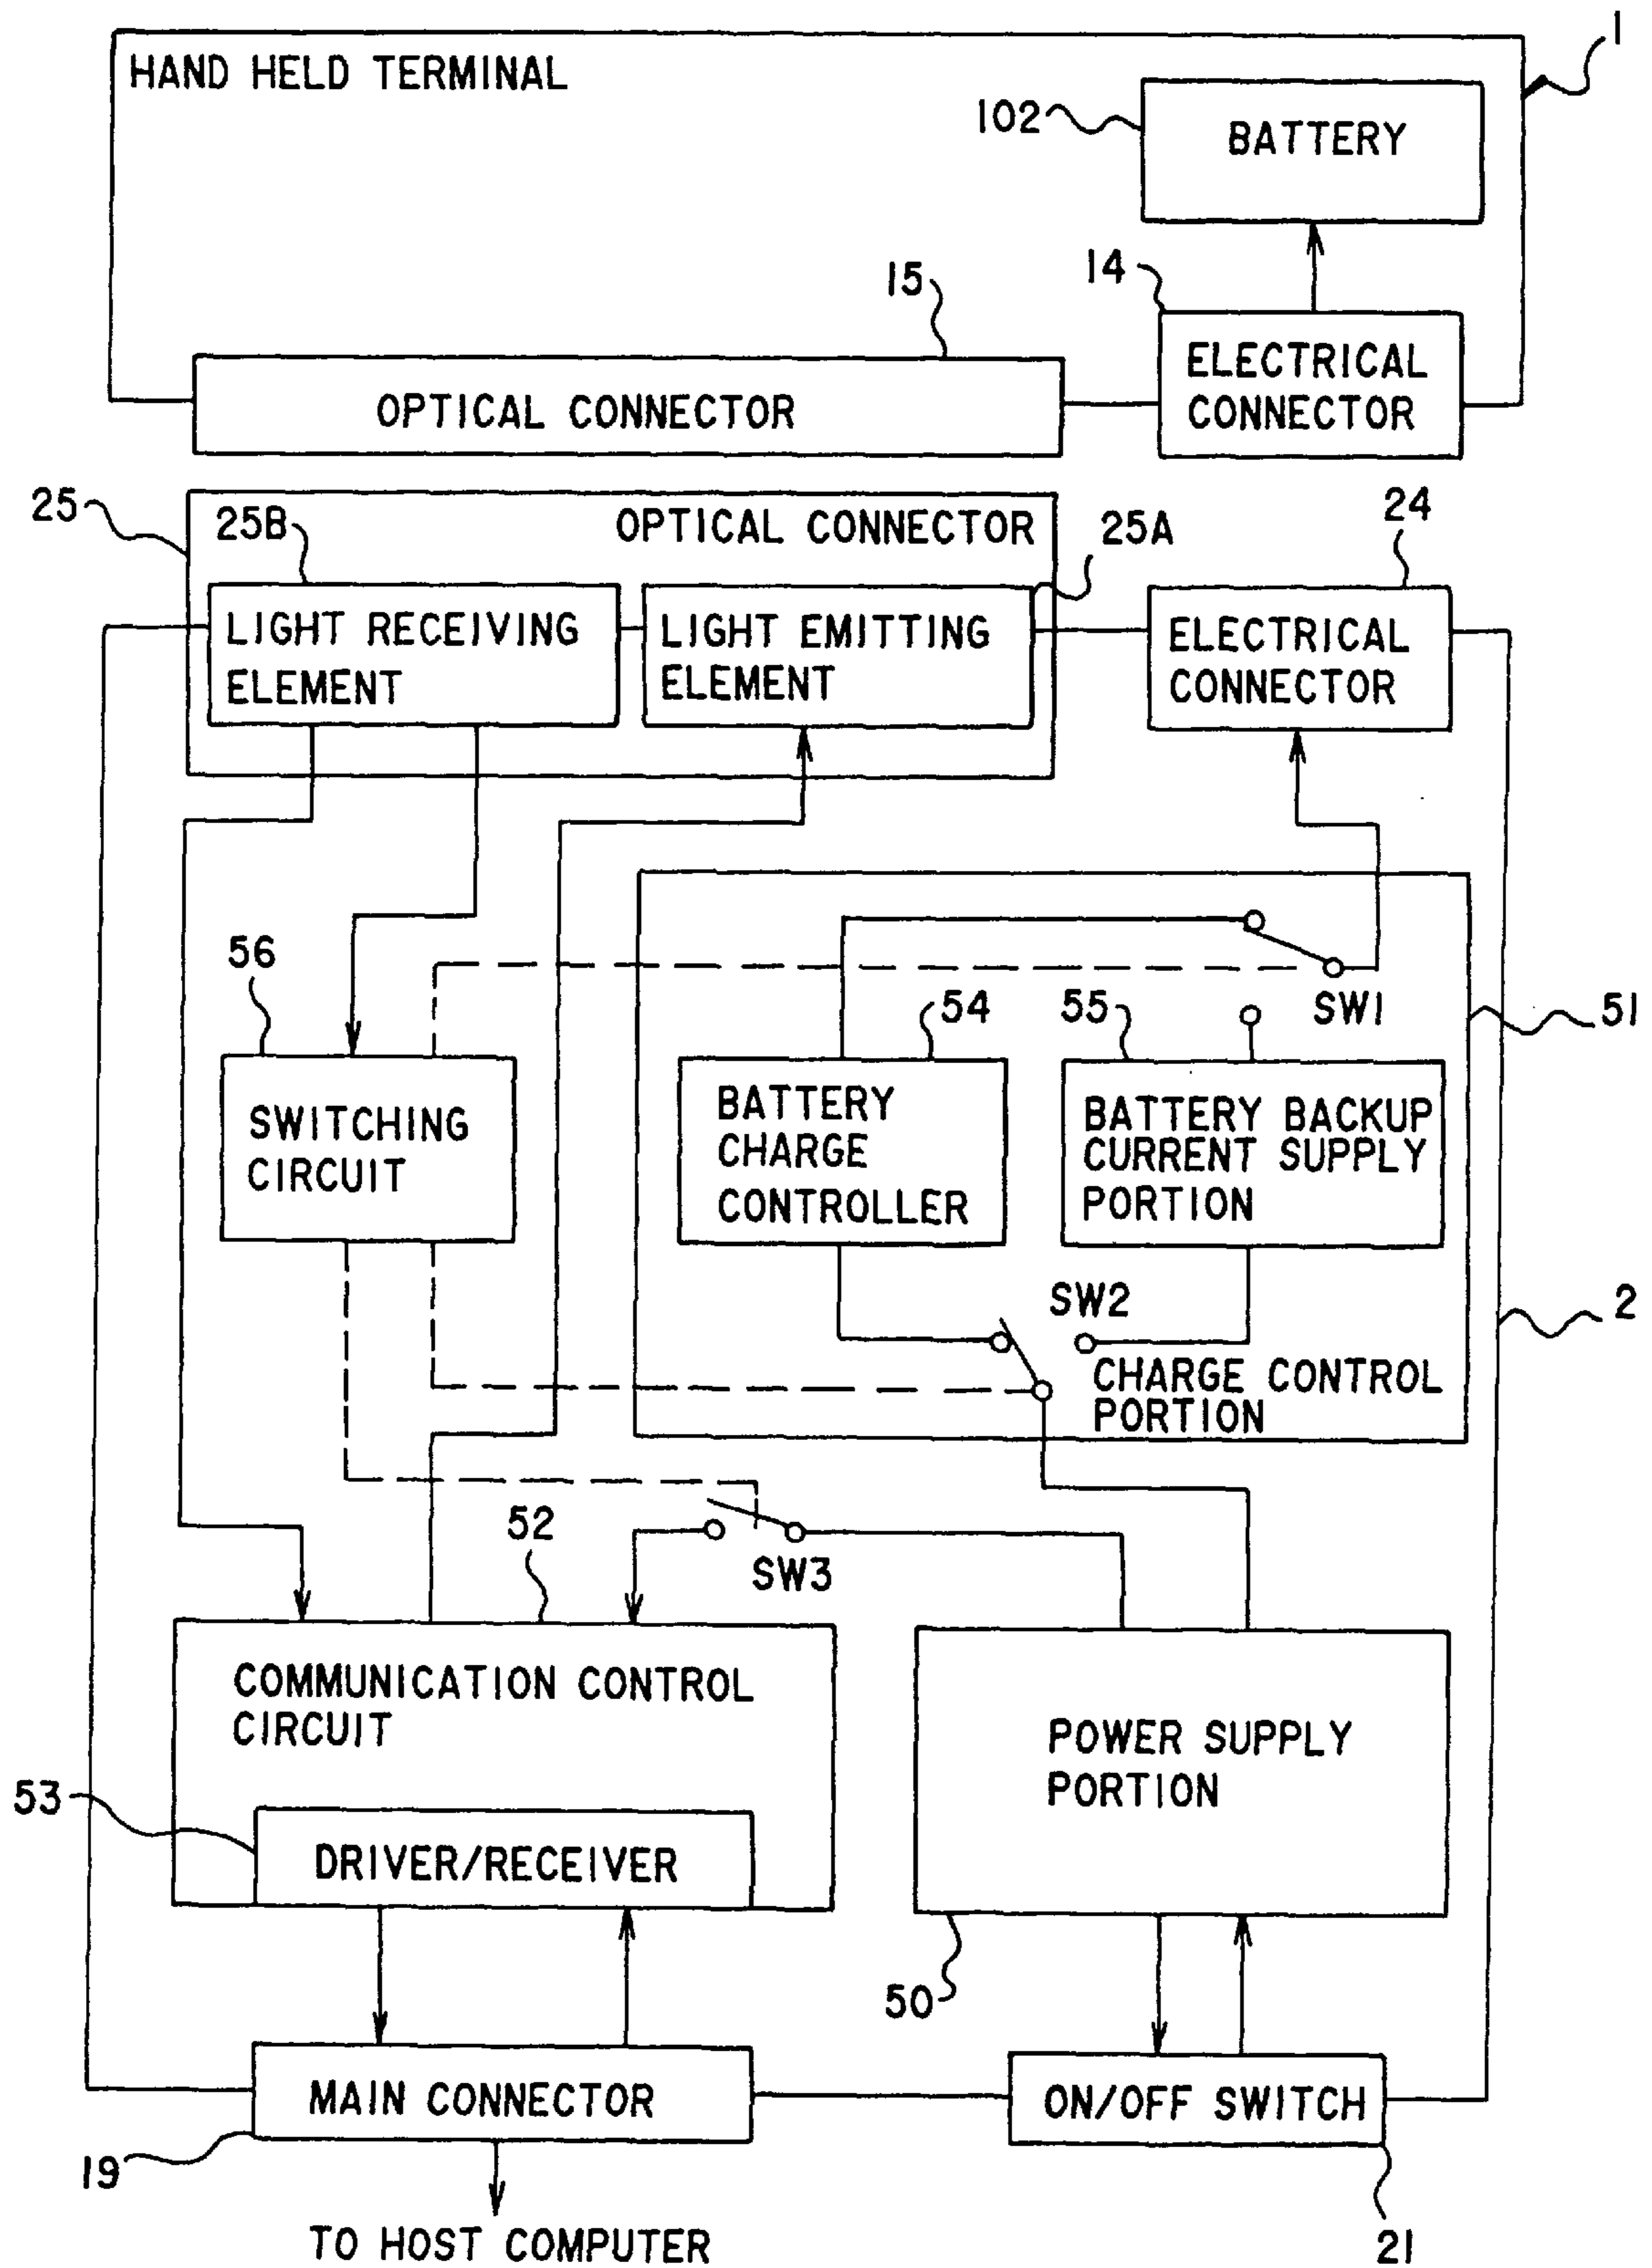 1
HAND HELD TERMINAL
102
BATTERY
15
14
ELECTRICAL
CONNECTOR
OPTICAL CONNECTOR
25
25B
OPTICAL CONNECTOR
25A
24
LIGHT RECEIVING
ELEMENT
LIGHT EMITTING
ELEMENT
ELECTRICAL
CONNECTOR
56
54
55
SW1
51
SWITCHING
CIRCUIT
BATTERY
CHARGE
CONTROLLER
BATTERY BACKUP
CURRENT SUPPLY
PORTION
SW2
2
CHARGE CONTROL
PORTION
52
SW3
COMMUNICATION CONTROL
CIRCUIT
POWER SUPPLY
PORTION
53
DRIVER/RECEIVER
50
MAIN CONNECTOR
ON/OFF SWITCH
19
21
TO HOST COMPUTER